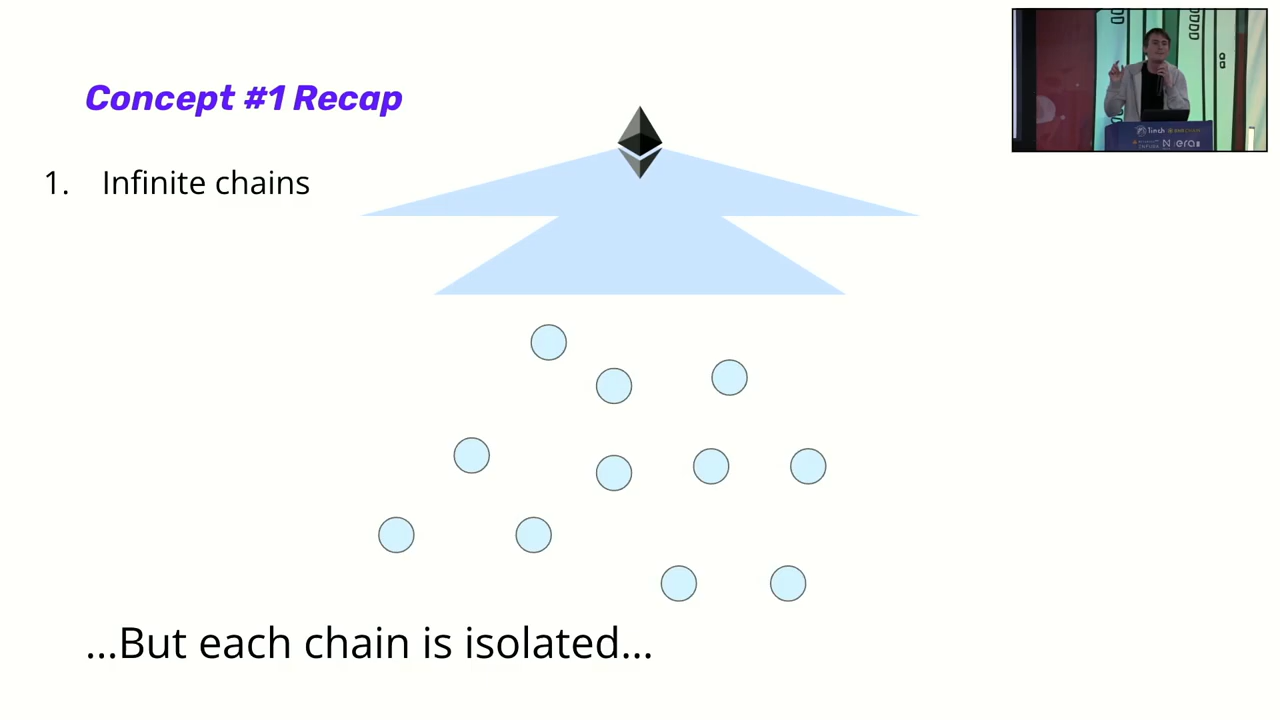 Concept #1 Recap
1. Infinite chains
...But each chain is isolated...